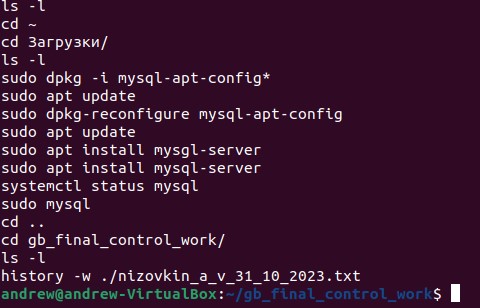 ls -l
cd ~
cd Загрузки/
ls -l
sudo dpkg -i mysql-apt-config*
sudo apt update
sudo dpkg-reconfigure mysql-apt-config
sudo apt update
sudo apt install mysgl-server
sudo apt install mysql-server
systemctl status mysql
sudo mysql
cd ..
cd gb_final_control_work/
ls -l
history -w ./nizovkin_a_v_31_10_2023.txt
andrew@andrew-VirtualBox:~/gb_final_control_work$